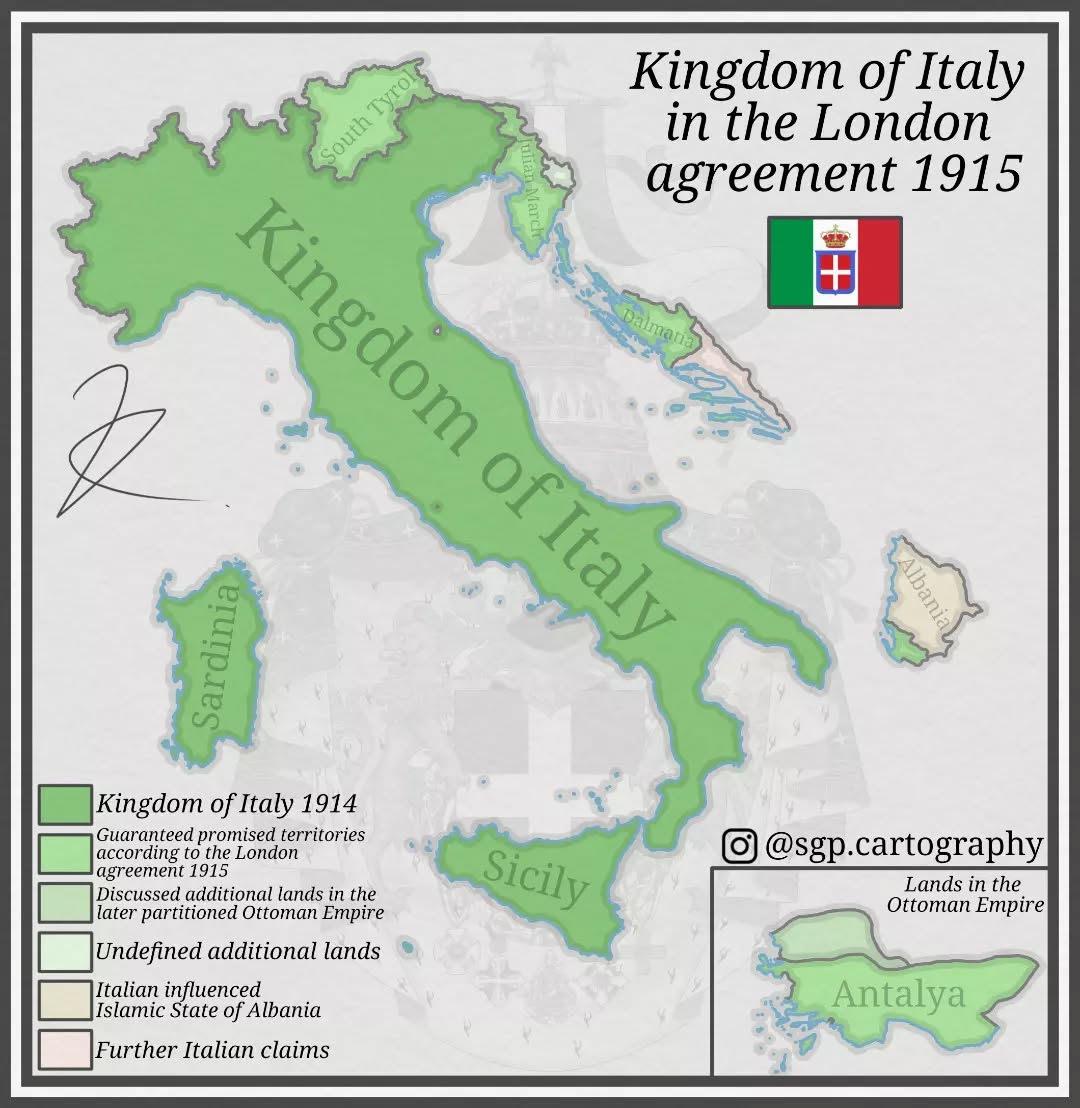 Kingdom of Italy
in the London
agreement 1915
South Tyrol
Julian March
Dalmatia
Kingdom of Italy
Albania
Sardinia
Sicily
Kingdom of Italy 1914
Guaranteed promised territories
according to the London
agreement 1915
Discussed additional lands in the
later partitioned Ottoman Empire
Undefined additional lands
Italian influenced
Islamic State of Albania
Further Italian claims
@sgp.cartography
Lands in the
Ottoman Empire
Antalya